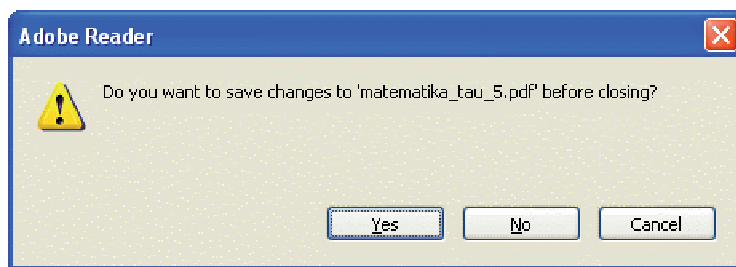 Adobe Reader
Do you want to save changes to 'matematika_tau_5.pdf' before closing?
Yes No Cancel